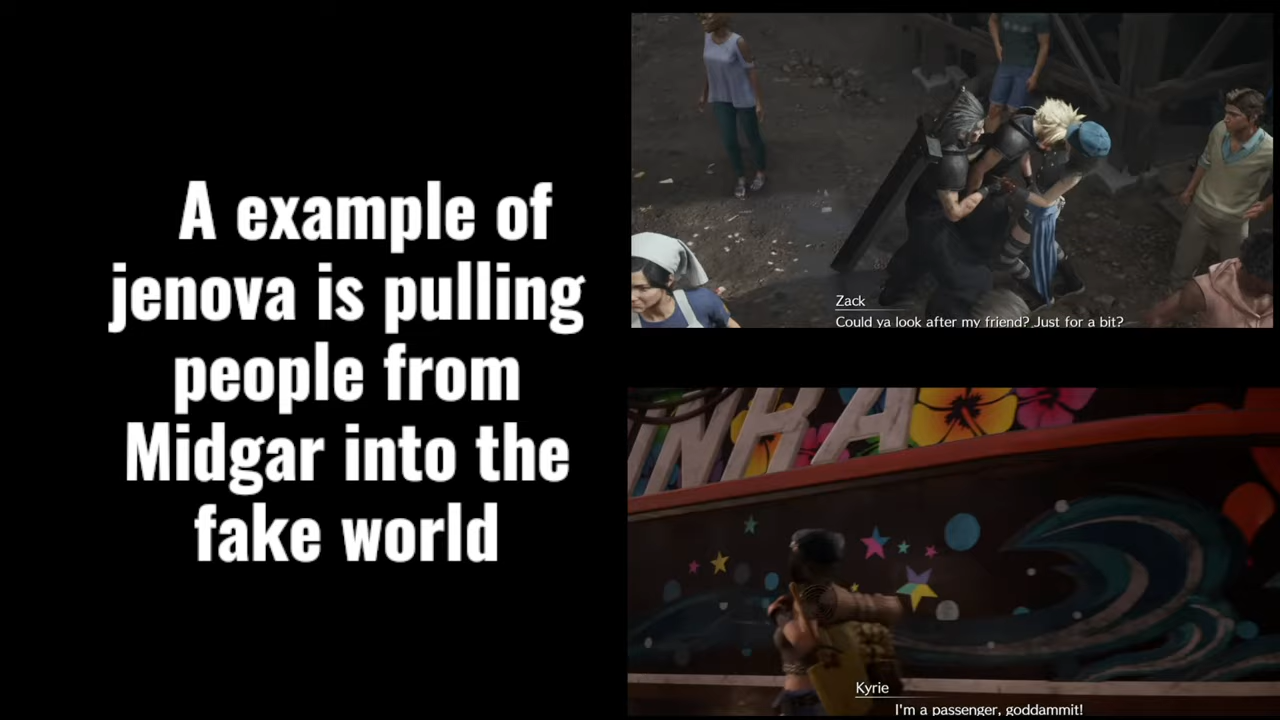 A example of
jenova is pulling
people from
Midgar into the
fake world
Zack
Could ya look after my friend? Just for a bit?
INRA
Kyrie
I'm a passenger, goddammit!